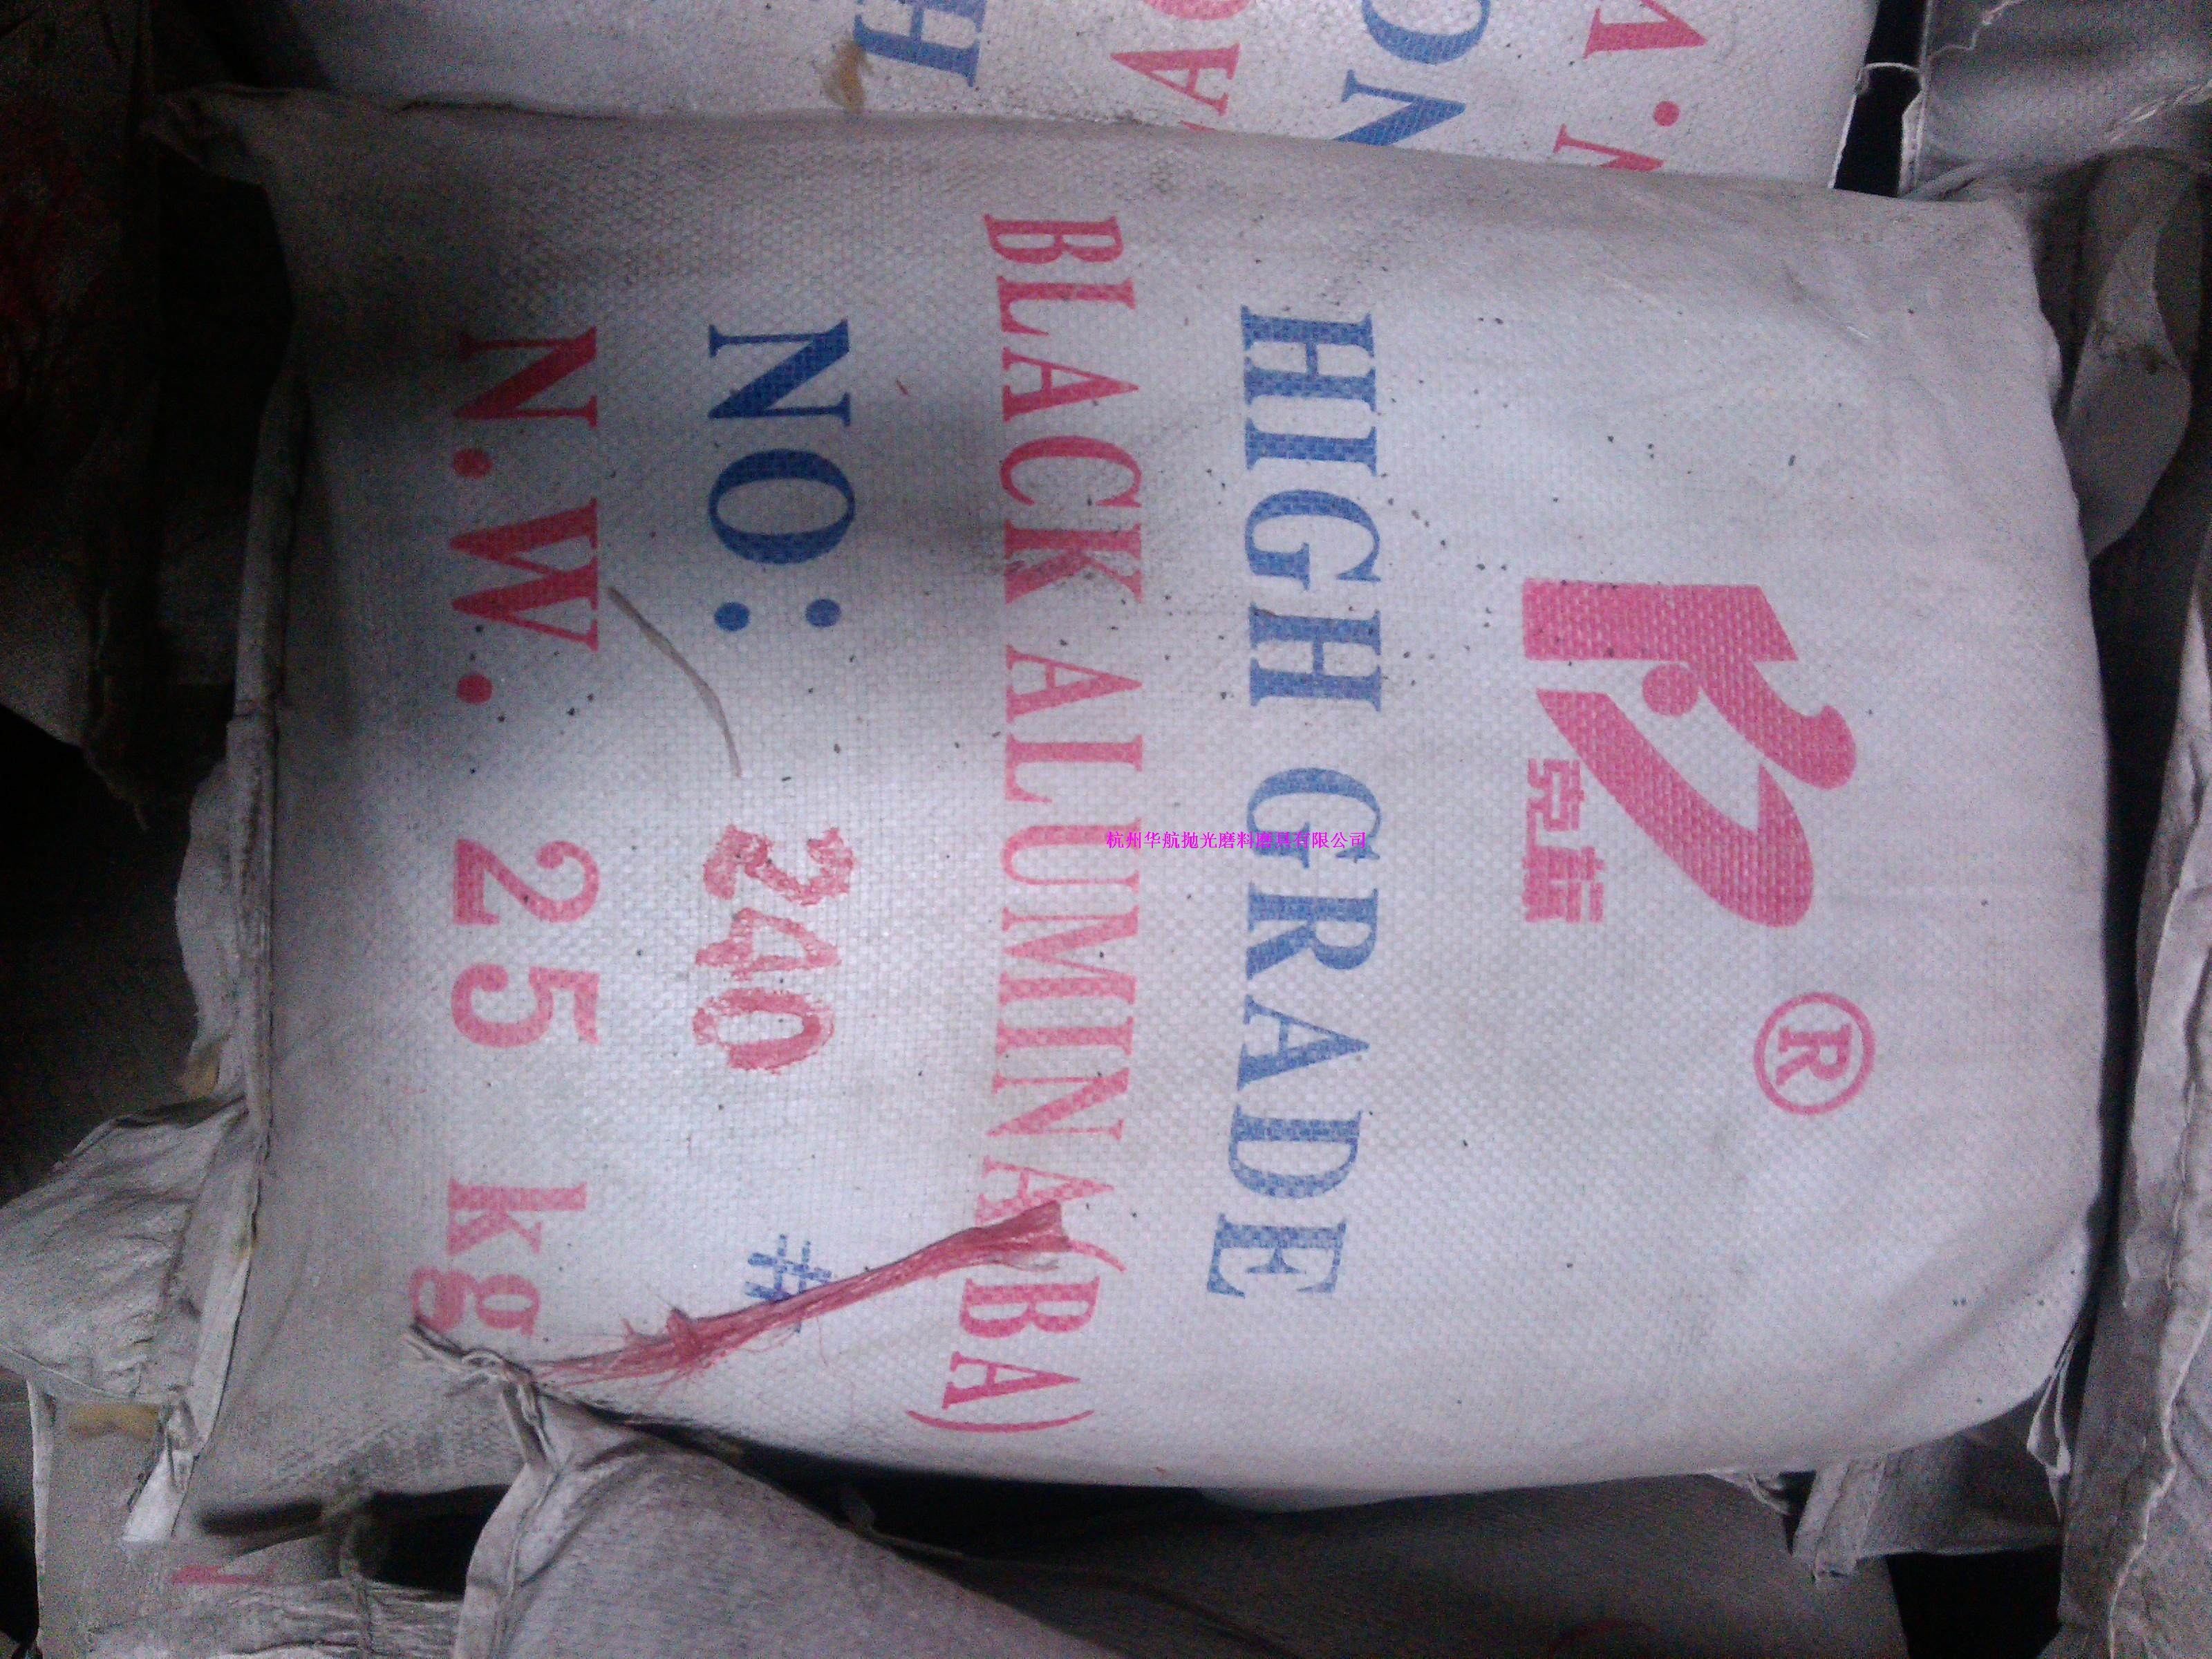 ®
克斯
HIGH GRADE
BLACK ALUMINA(BA)
NO: 240 #
N.W. 25 kg
杭州华航抛光磨料磨具有限公司